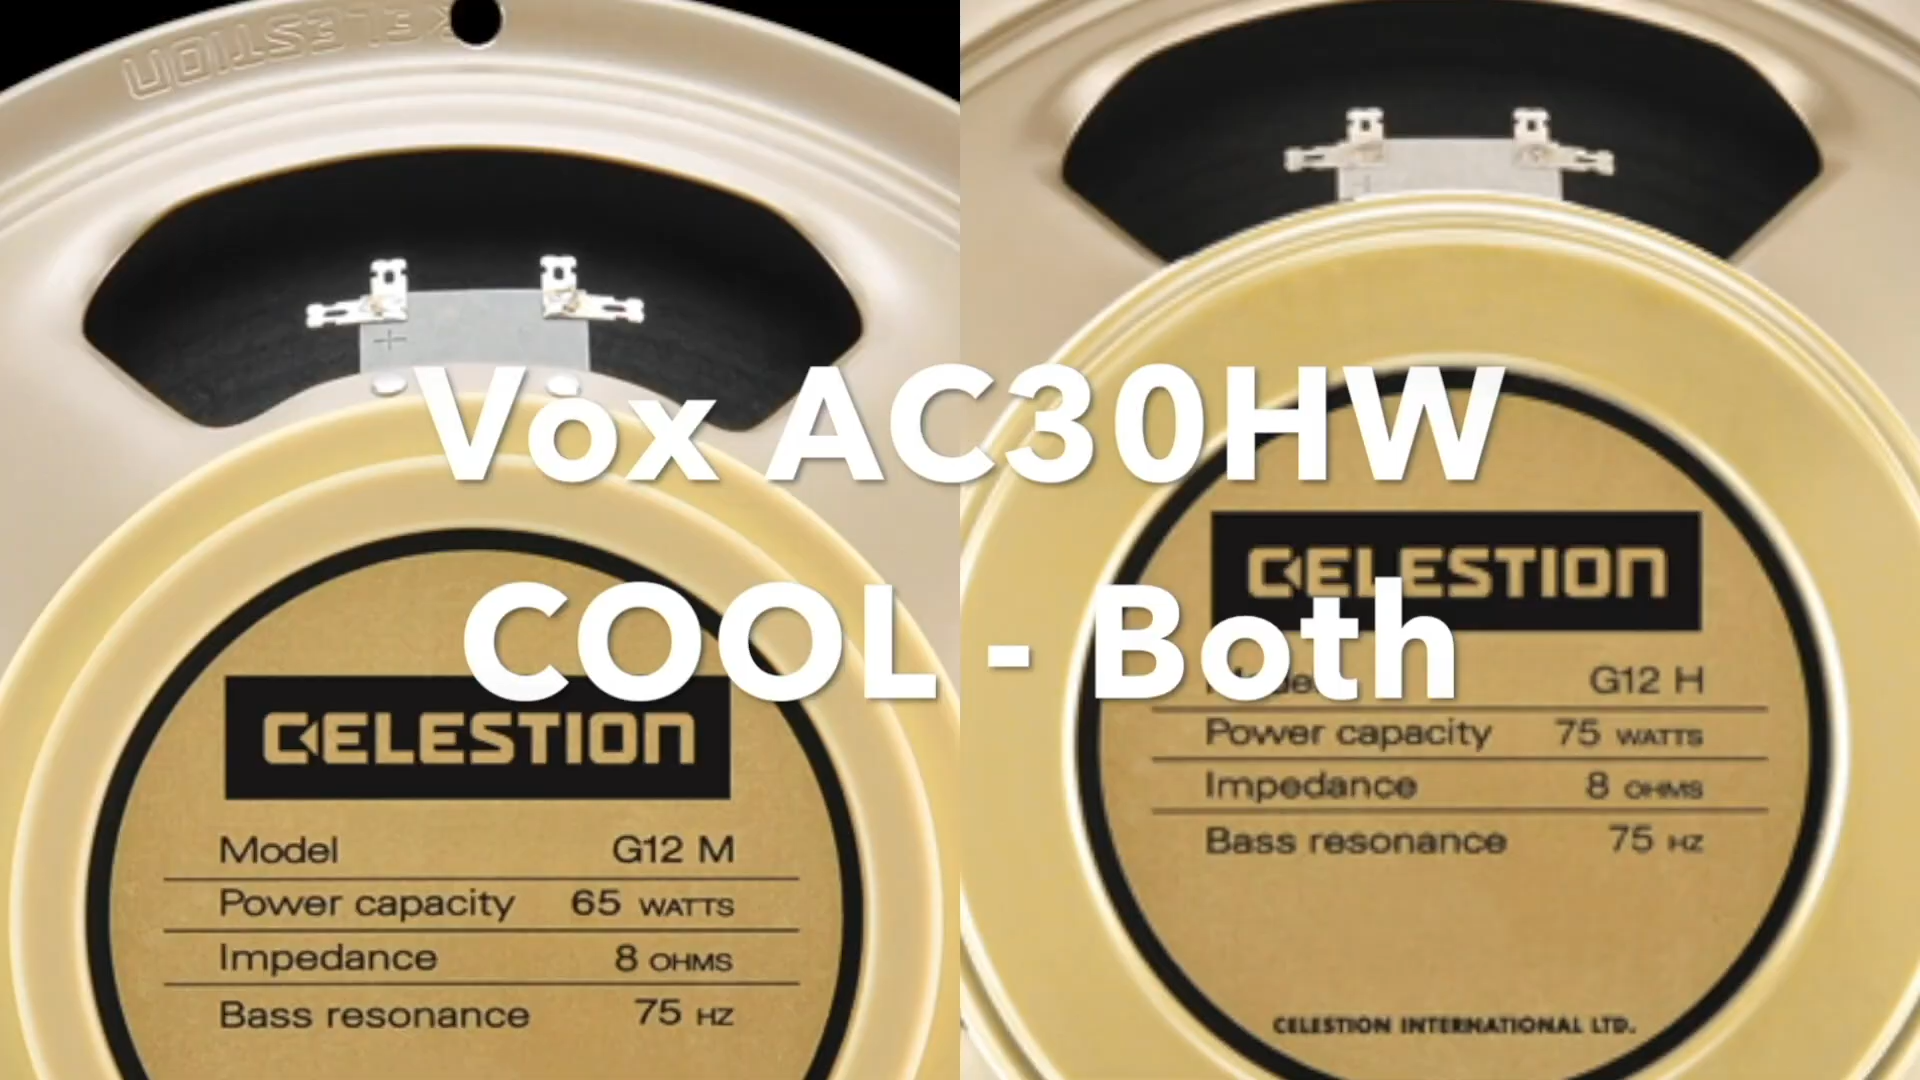 CELESTION
Vox AC30HW
COOL - Both
CELESTION
Model G12 M
Power capacity 65 WATTS
Impedance 8 OHMS
Bass resonance 75 HZ
CELESTION
Model G12 H
Power capacity 75 WATTS
Impedance 8 OHMS
Bass resonance 75 HZ
CELESTION INTERNATIONAL LTD.